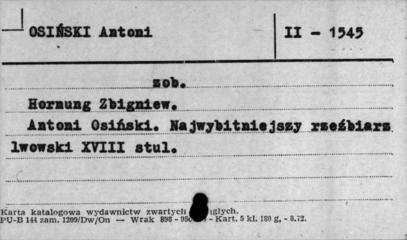 OSIŃSKI Antoni II - 1545
zob.
Hornung Zbigniew.
Antoni Osiński. Najwybitniejszy rzeźbiarz
lwowski XVIII stul.
Karta katalogowa wydawnictw zwartych
PU-B 144 zam. 1209/Dw/On — Wrak 898 - - Kart. 5 kl. 180 g, - 8.72.